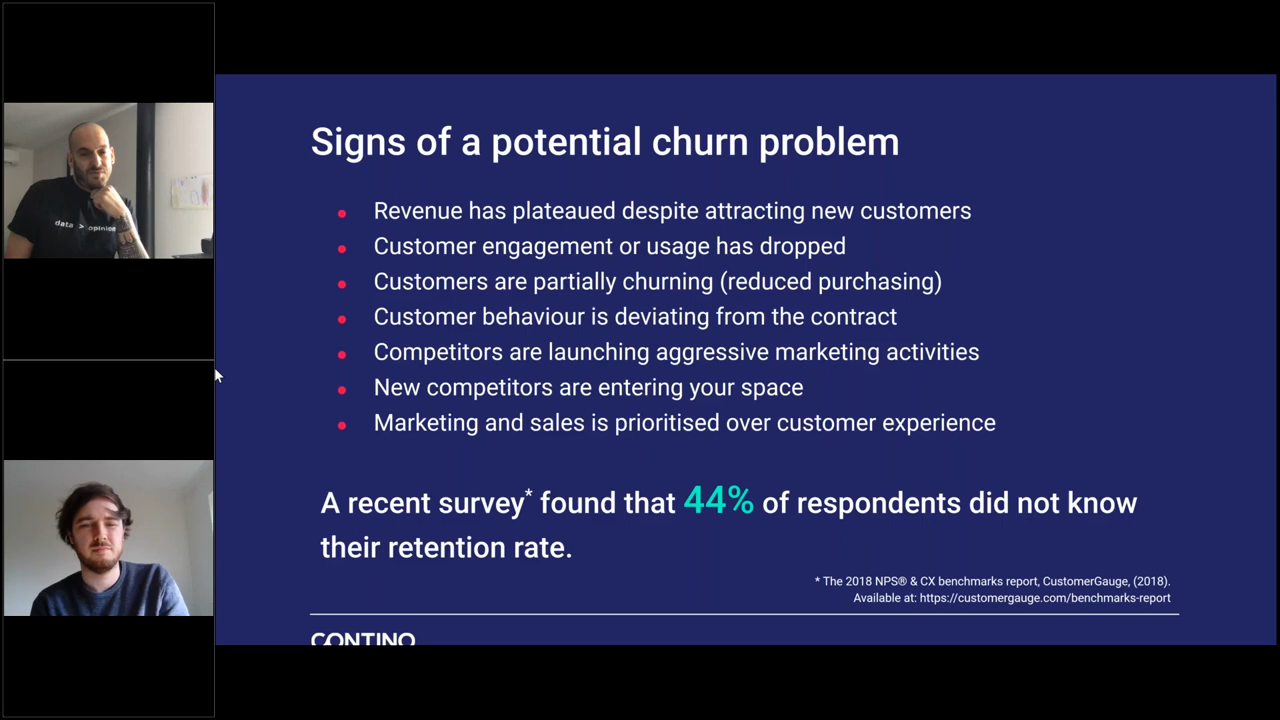 data > opinion
Signs of a potential churn problem
Revenue has plateaued despite attracting new customers
Customer engagement or usage has dropped
Customers are partially churning (reduced purchasing)
Customer behaviour is deviating from the contract
Competitors are launching aggressive marketing activities
New competitors are entering your space
Marketing and sales is prioritised over customer experience
A recent survey* found that 44% of respondents did not know
their retention rate.
* The 2018 NPS® & CX benchmarks report, CustomerGauge, (2018).
Available at: https://customergauge.com/benchmarks-report
CONTINO